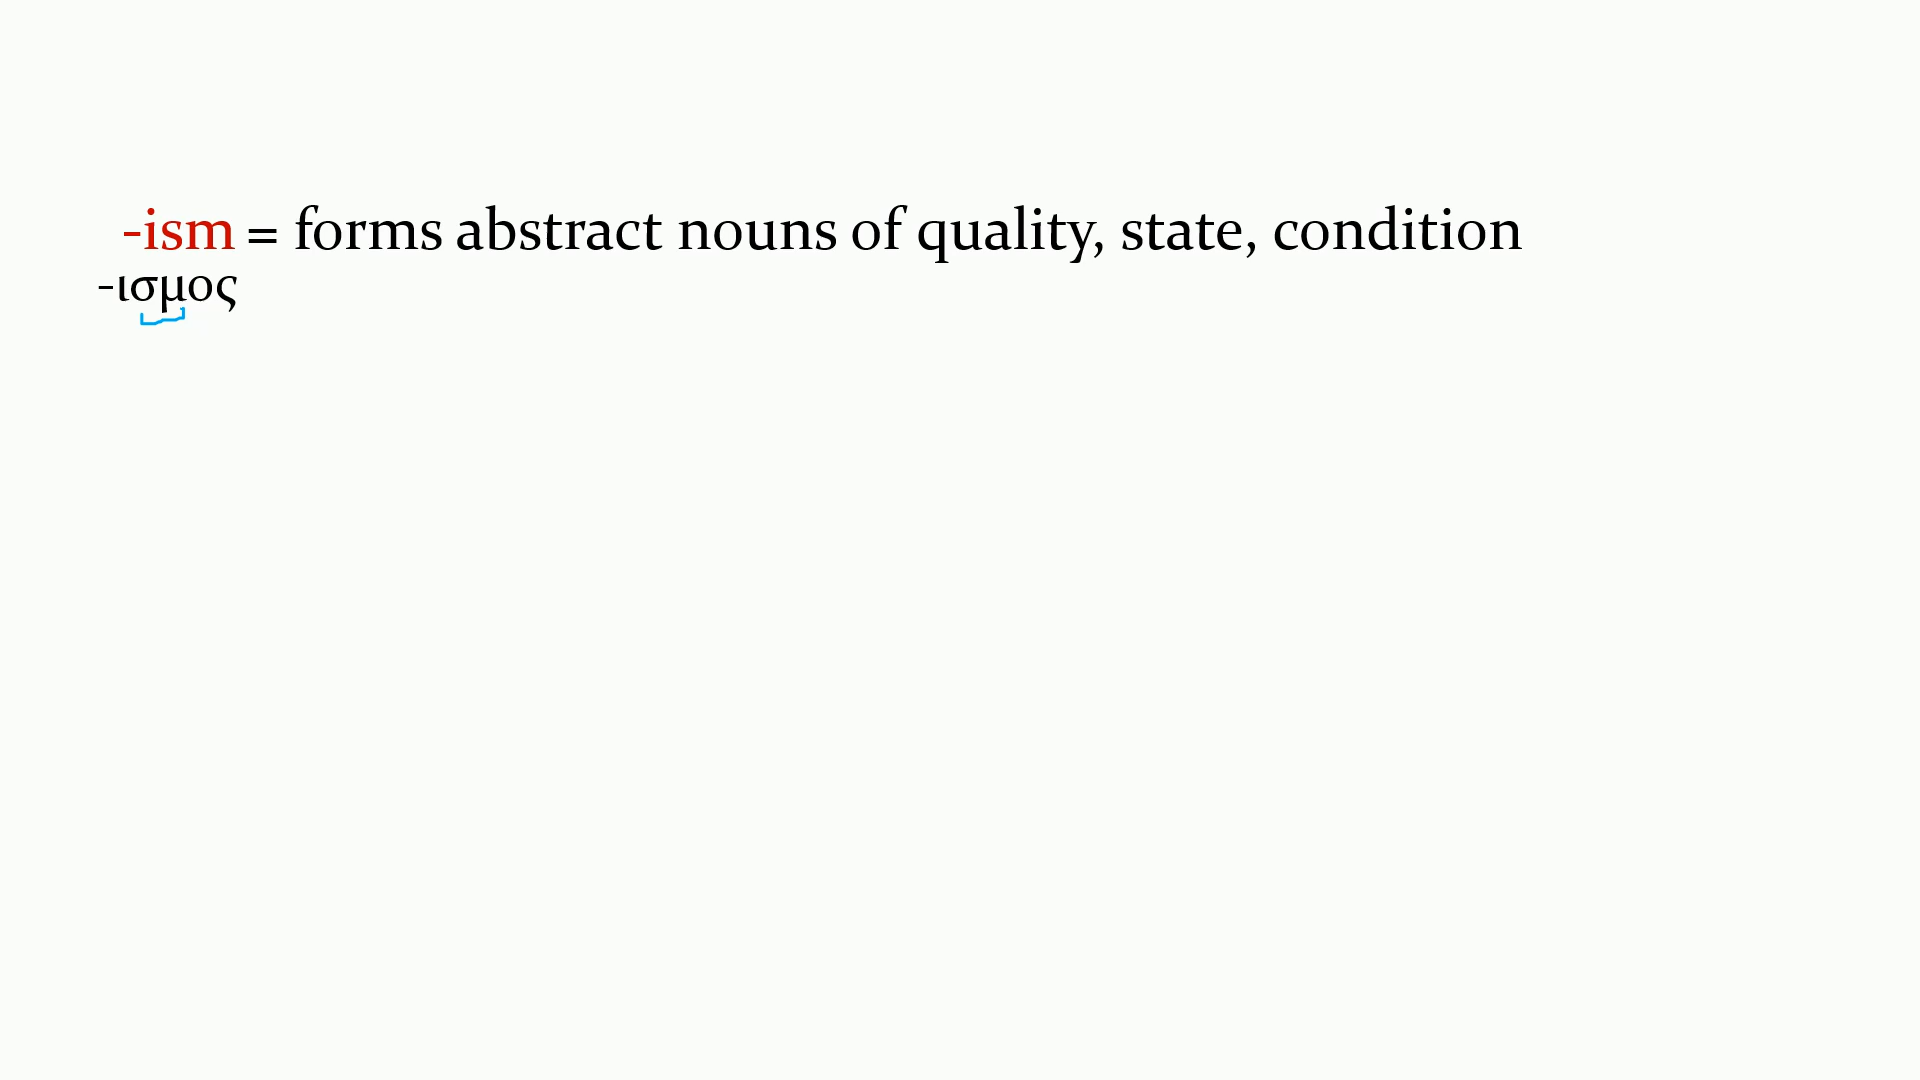 -ism = forms abstract nouns of quality, state, condition
-ισμος